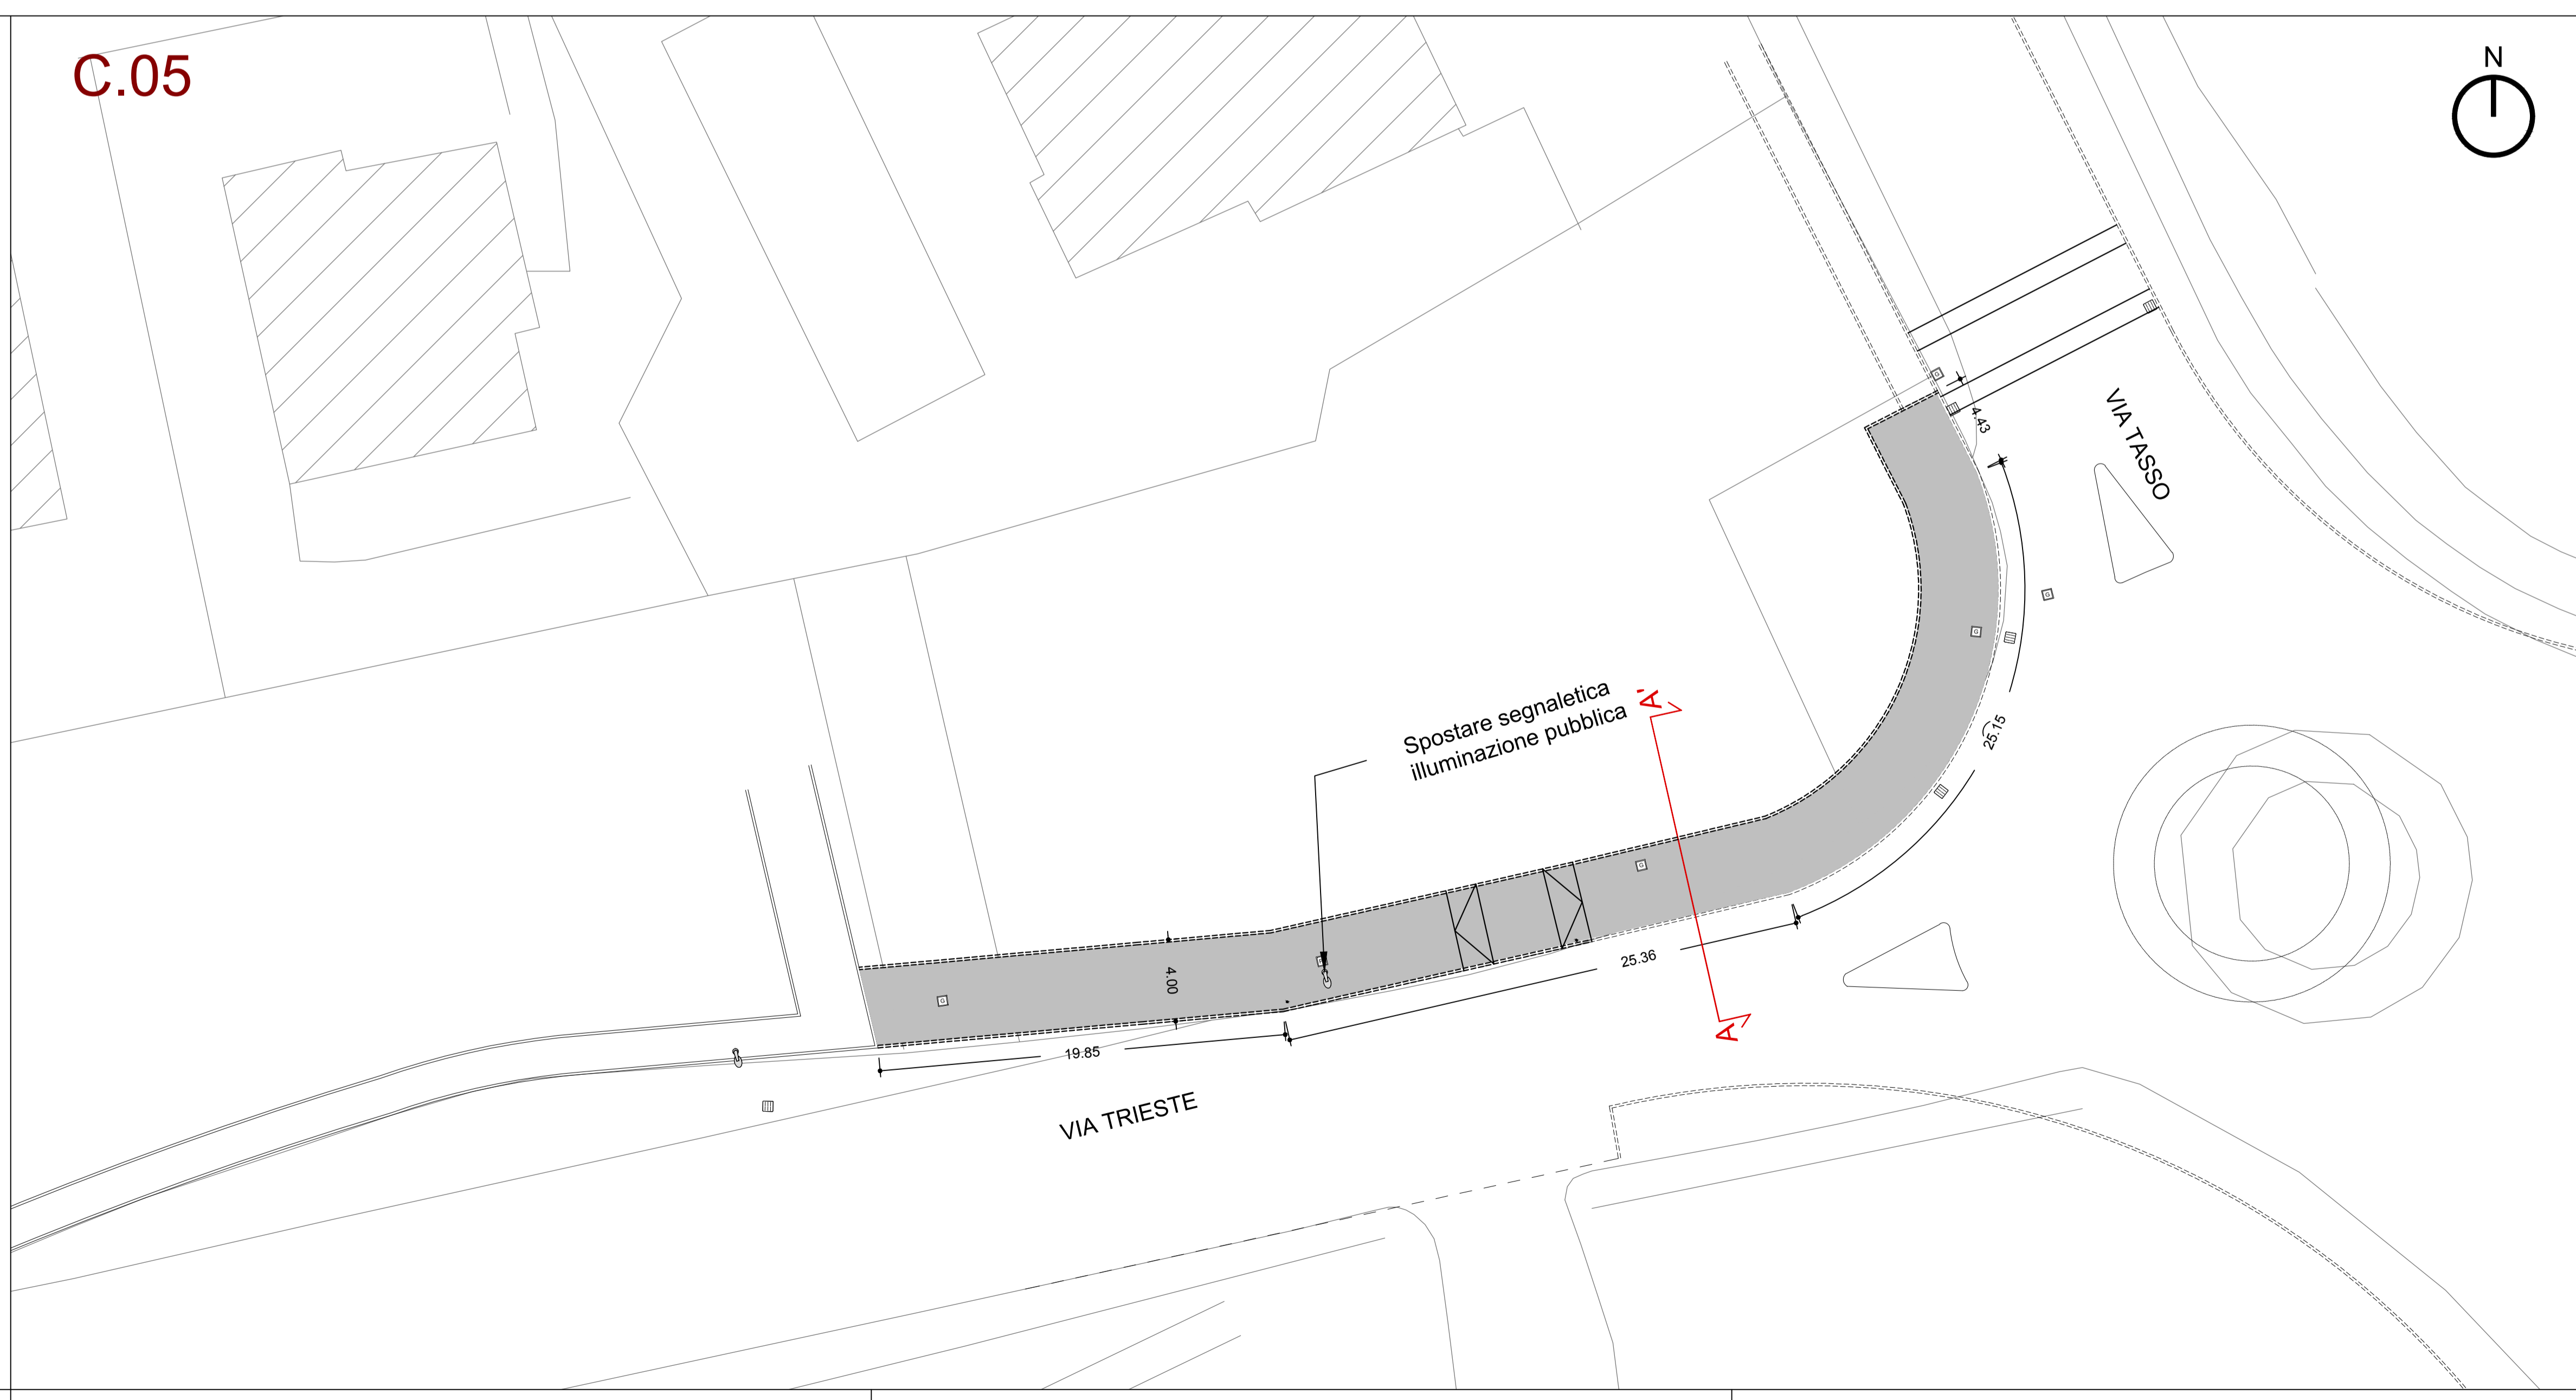 C.05
N
VIA TASSO
4.43
Spostare segnaletica
illuminazione pubblica
A'
G
G
G
25.15
G
G
4.00
25.36
G
A
19.85
VIA TRIESTE